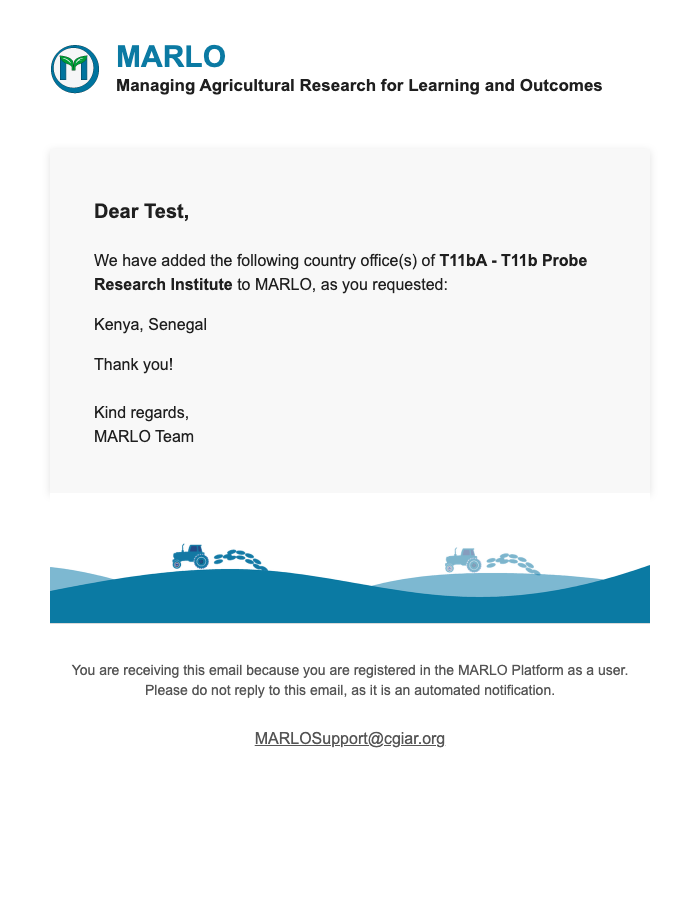 MARLO
Managing Agricultural Research for Learning and Outcomes
Dear Test,
We have added the following country office(s) of T11bA - T11b Probe
Research Institute to MARLO, as you requested:
Kenya, Senegal
Thank you!
Kind regards,
MARLO Team
You are receiving this email because you are registered in the MARLO Platform as a user.
Please do not reply to this email, as it is an automated notification.
MARLOSupport@cgiar.org